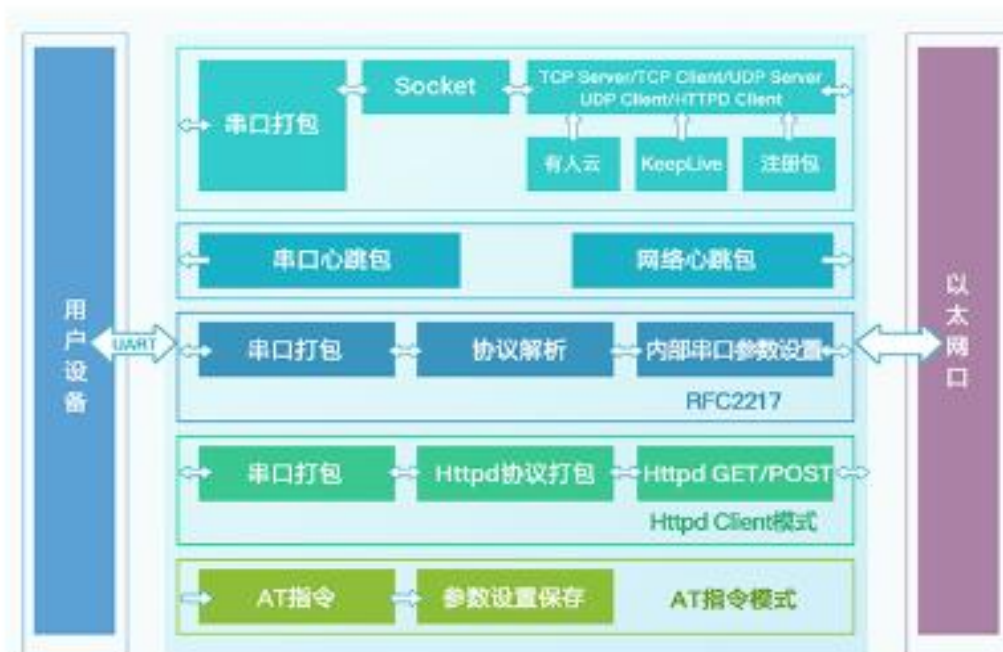 用户设备
UART
串口打包
Socket
TCP Server/TCP Client/UDP Server
UDP Client/HTTPD Client
有人云
KeepLive
注册包
串口心跳包
网络心跳包
串口打包
协议解析
内部串口参数设置
RFC2217
串口打包
Httpd协议打包
Httpd GET/POST
Httpd Client模式
AT指令
参数设置保存
AT指令模式
以太网口